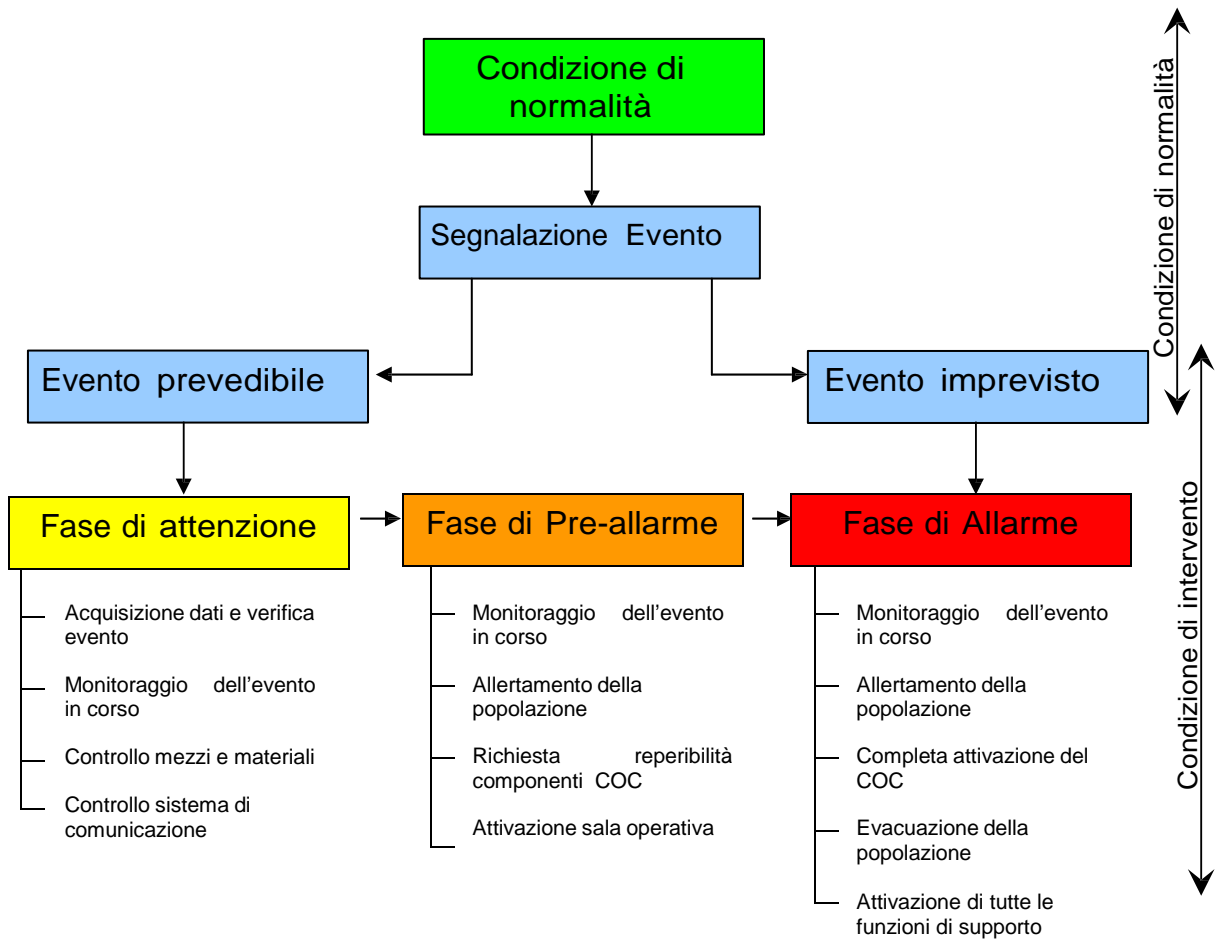 Condizione di
normalità
Segnalazione Evento
Evento prevedibile
Evento imprevisto
Fase di attenzione
Fase di Pre-allarme
Fase di Allarme
Acquisizione dati e verifica
evento
Monitoraggio dell’evento
in corso
Controllo mezzi e materiali
Controllo sistema di
comunicazione
Monitoraggio dell’evento
in corso
Allertamento della
popolazione
Richiesta reperibilità
componenti COC
Attivazione sala operativa
Monitoraggio dell’evento
in corso
Allertamento della
popolazione
Completa attivazione del
COC
Evacuazione della
popolazione
Attivazione di tutte le
funzioni di supporto
Condizione di normalità
Condizione di intervento